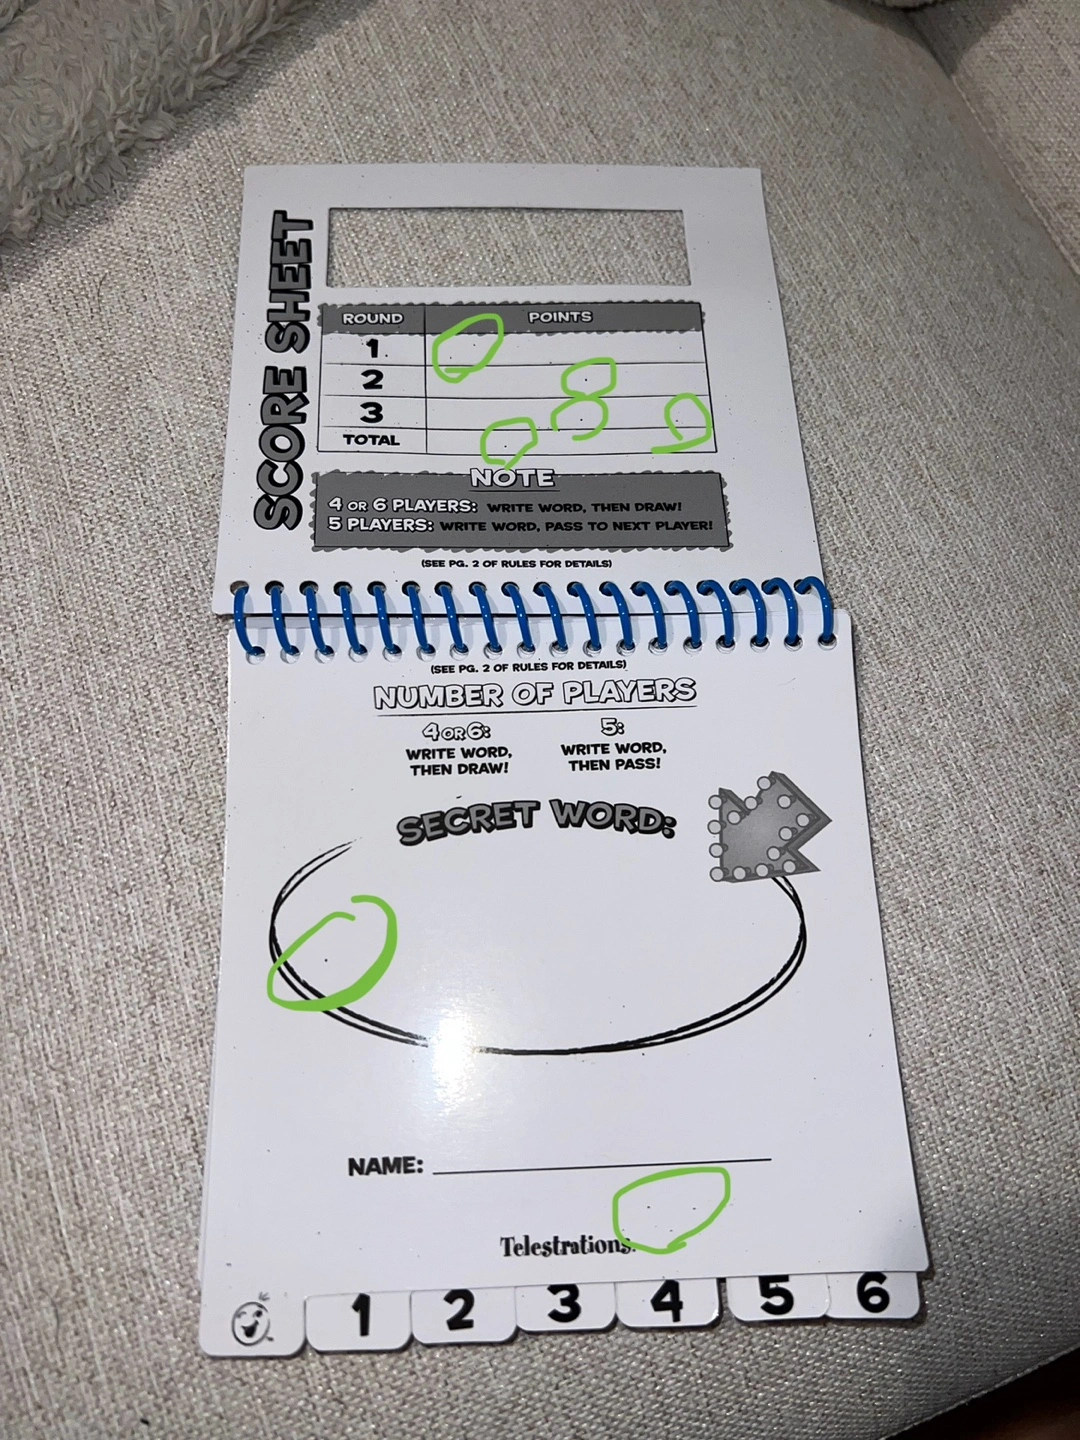 SCORE SHEET
ROUND POINTS
1
2
3
TOTAL
NOTE
4 OR 6 PLAYERS: WRITE WORD, THEN DRAW!
5 PLAYERS: WRITE WORD, PASS TO NEXT PLAYER!
(SEE PG. 2 OF RULES FOR DETAILS)
(SEE PG. 2 OF RULES FOR DETAILS)
NUMBER OF PLAYERS
4 OR 6:
WRITE WORD,
THEN DRAW!
5:
WRITE WORD,
THEN PASS!
SECRET WORD:
NAME:
Telestrations
1 2 3 4 5 6